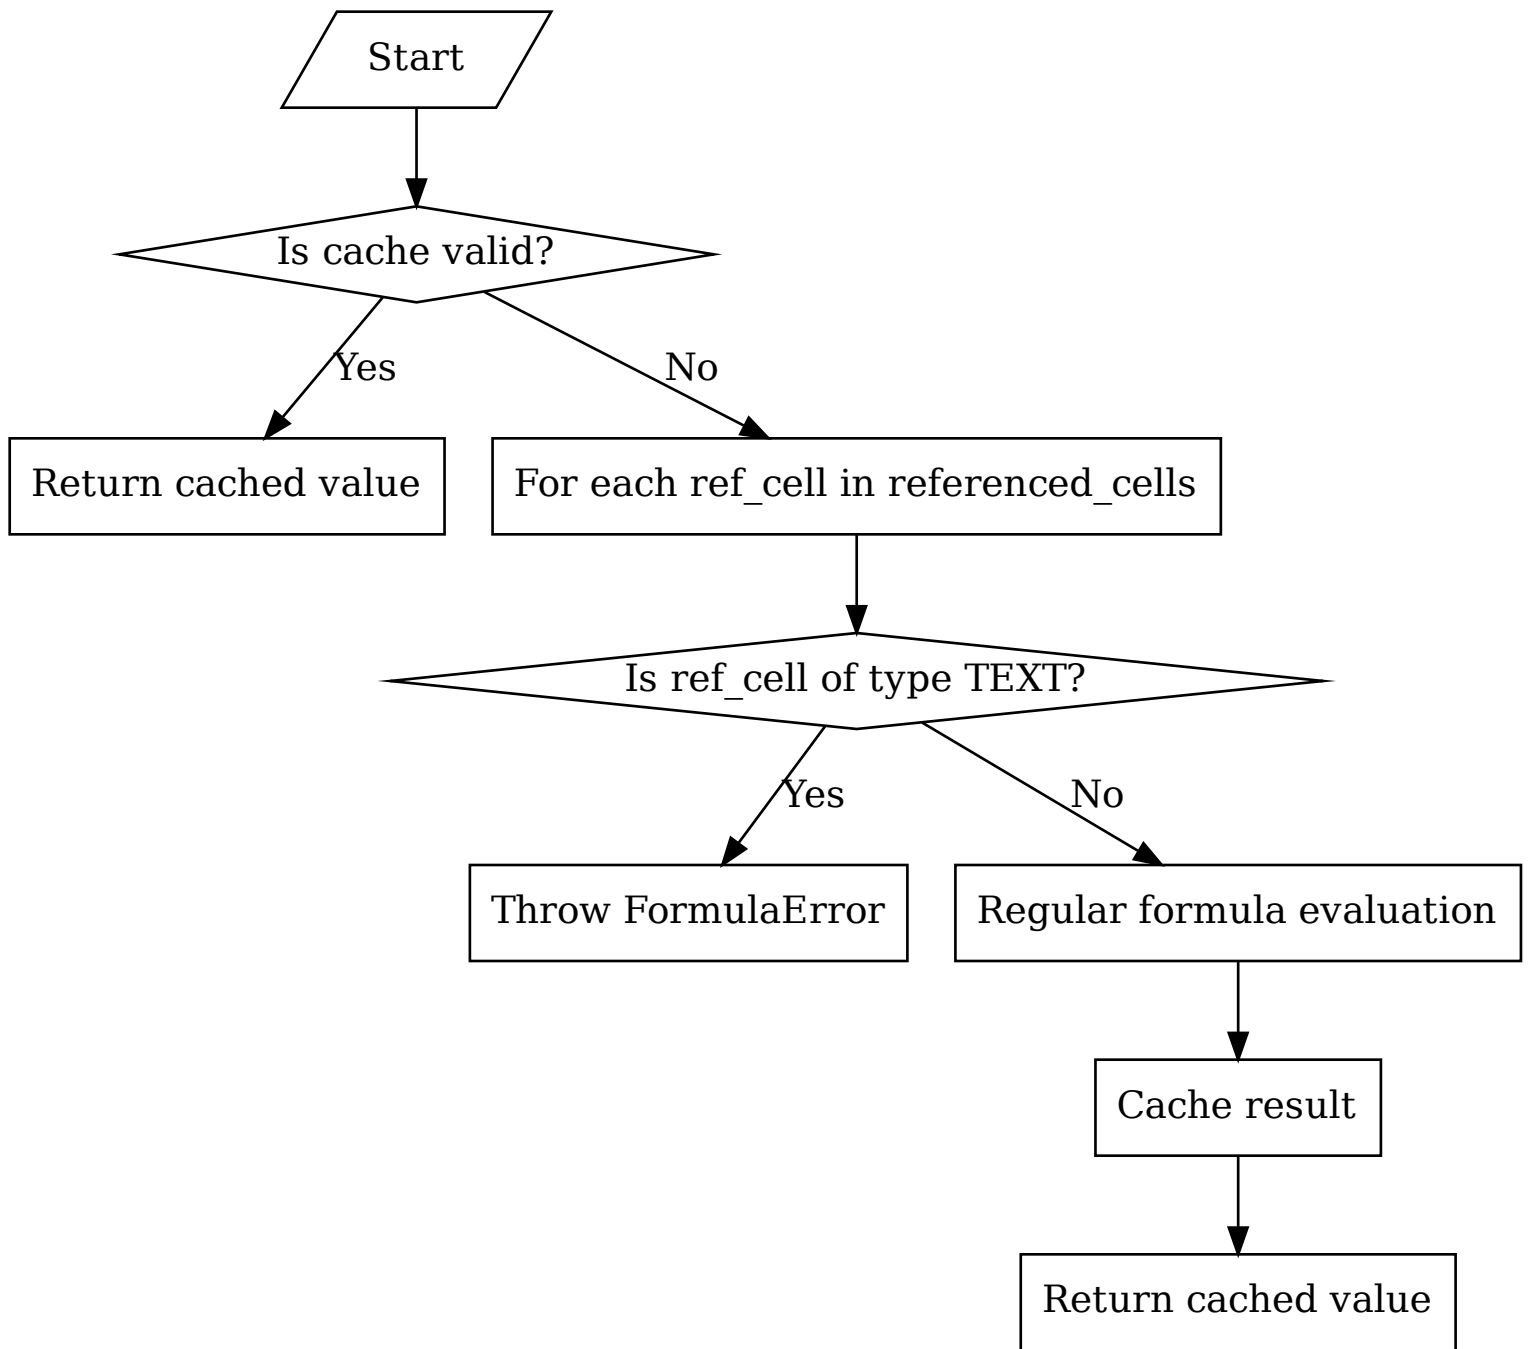 Start
Is cache valid?
Yes
No
Return cached value
For each ref_cell in referenced_cells
Is ref_cell of type TEXT?
Yes
No
Throw FormulaError
Regular formula evaluation
Cache result
Return cached value